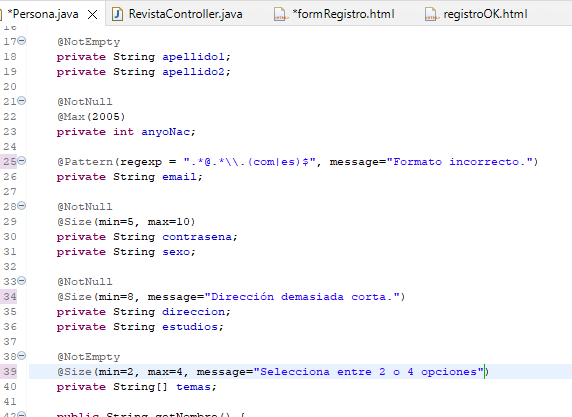 *Persona.java RevistaController.java *formRegistro.html registroOK.html
16
17 @NotEmpty
18 private String apellido1;
19 private String apellido2;
20
21 @NotNull
22 @Max(2005)
23 private int anyoNac;
24
25 @Pattern(regexp = ".*@.*\\.(com|es)$", message="Formato incorrecto.")
26 private String email;
27
28 @NotNull
29 @Size(min=5, max=10)
30 private String contrasena;
31 private String sexo;
32
33 @NotNull
34 @Size(min=8, message="Dirección demasiada corta.")
35 private String direccion;
36 private String estudios;
37
38 @NotEmpty
39 @Size(min=2, max=4, message="Selecciona entre 2 o 4 opciones")
40 private String[] temas;
41
42 public String getNombre() {